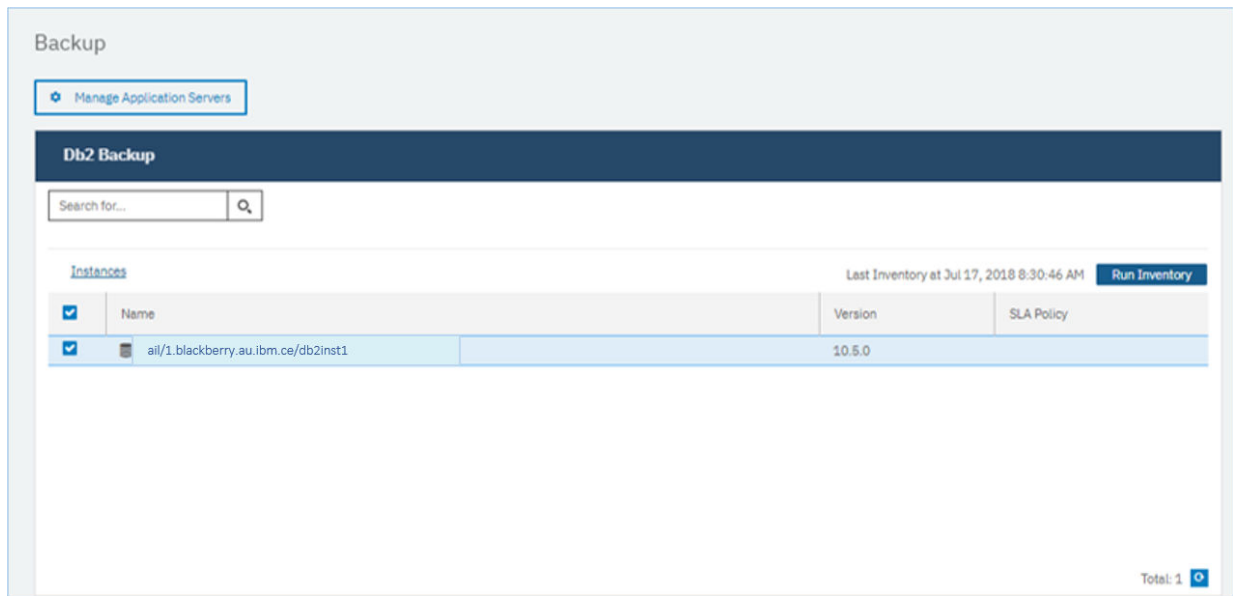 Backup
Manage Application Servers
Db2 Backup
Search for...
Instances Last Inventory at Jul 17, 2018 8:30:46 AM Run Inventory
Name Version SLA Policy
ail/1.blackberry.au.ibm.ce/db2inst1 10.5.0
Total: 1